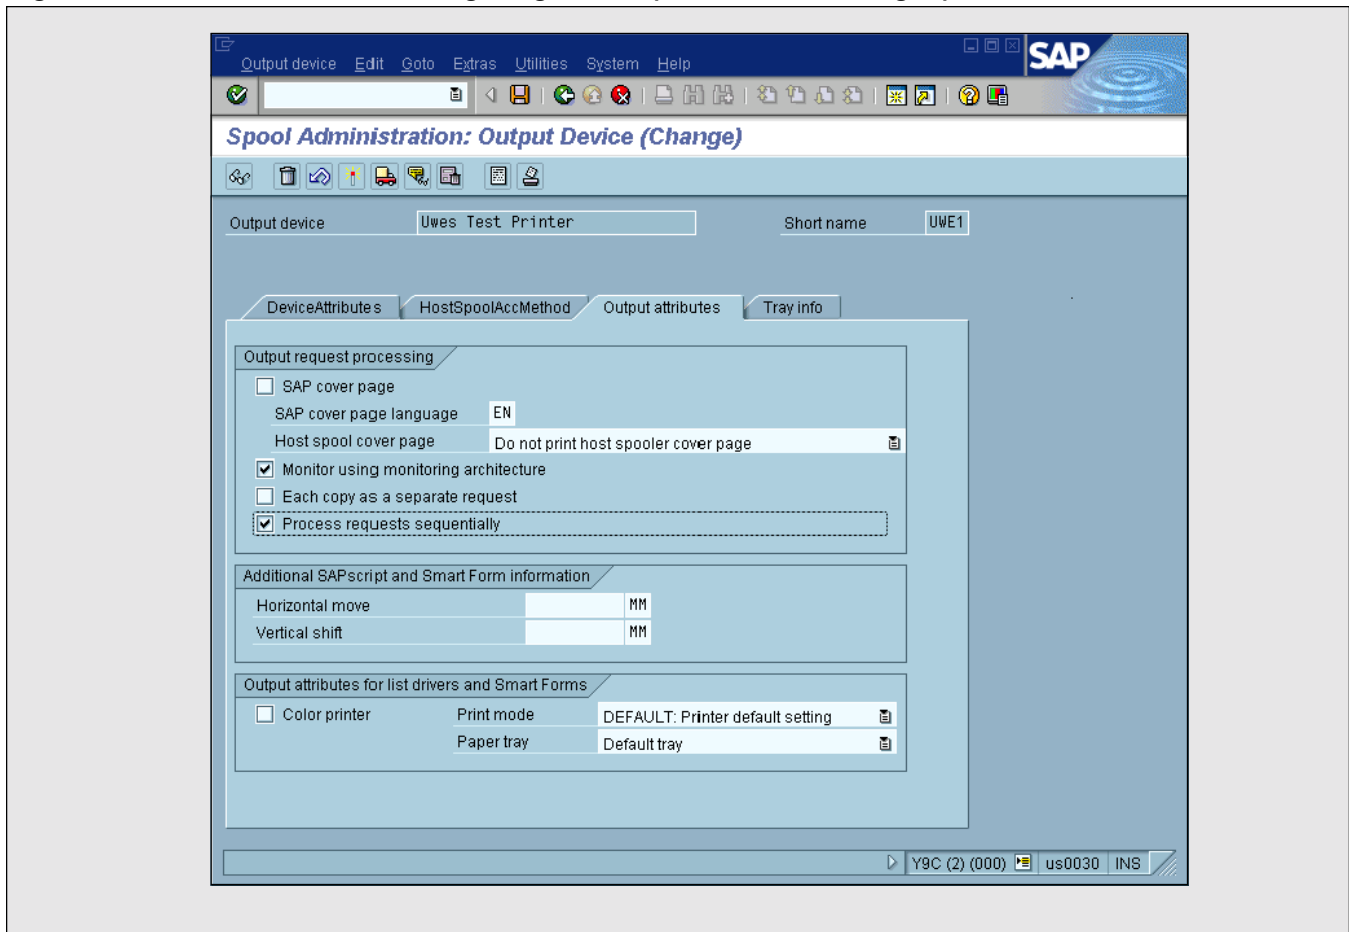 Output device Edit Goto Extras Utilities System Help
SAP
Spool Administration: Output Device (Change)
Output device Uwes Test Printer Short name UWE1
DeviceAttributes HostSpoolAccMethod Output attributes Tray info
Output request processing
SAP cover page
SAP cover page language EN
Host spool cover page Do not print host spooler cover page
Monitor using monitoring architecture
Each copy as a separate request
Process requests sequentially
Additional SAPscript and Smart Form information
Horizontal move MM
Vertical shift MM
Output attributes for list drivers and Smart Forms
Color printer Print mode DEFAULT: Printer default setting
Paper tray Default tray
Y9C (2) (000) us0030 INS